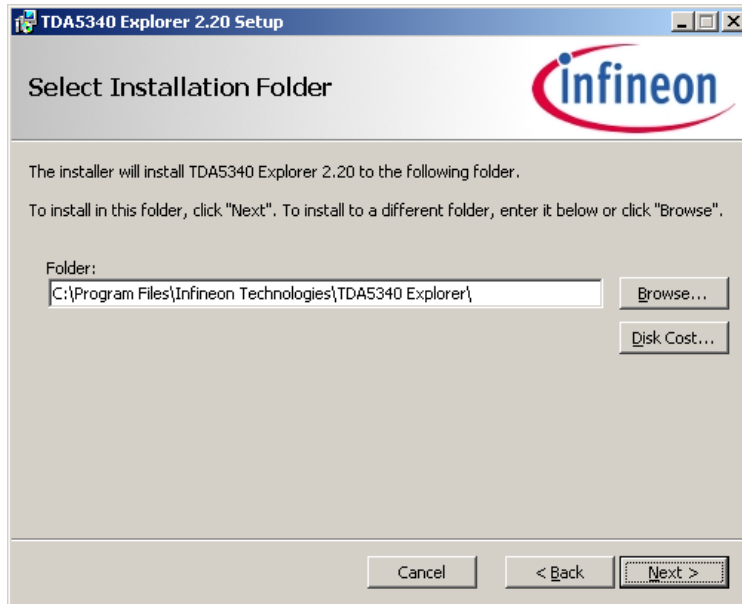 TDA5340 Explorer 2.20 Setup
Select Installation Folder
infineon
The installer will install TDA5340 Explorer 2.20 to the following folder.
To install in this folder, click "Next". To install to a different folder, enter it below or click "Browse".
Folder:
C:\Program Files\Infineon Technologies\TDA5340 Explorer\
Browse...
Disk Cost...
Cancel
< Back
Next >